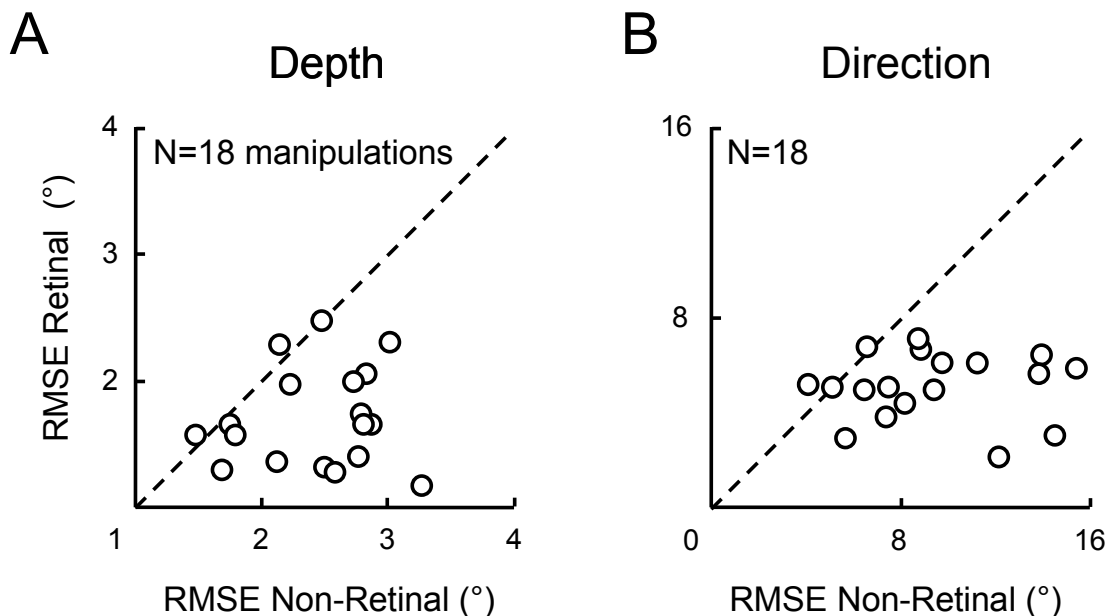 A
Depth
4
N=18 manipulations
3
2
1
2
3
4
RMSE Retinal (°)
RMSE Non-Retinal (°)
B
Direction
16
N=18
8
0
8
16
RMSE Non-Retinal (°)